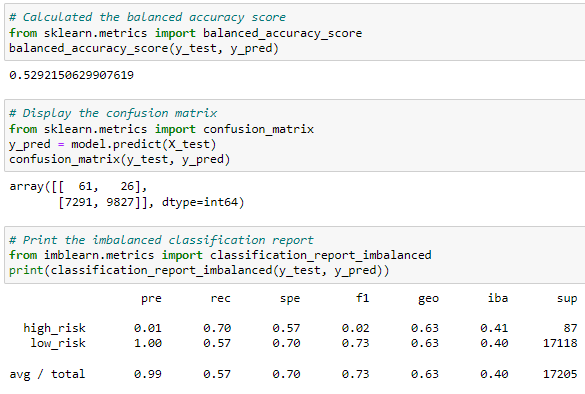 # Calculated the balanced accuracy score
from sklearn.metrics import balanced_accuracy_score
balanced_accuracy_score(y_test, y_pred)
0.5292150629907619
# Display the confusion matrix
from sklearn.metrics import confusion_matrix
y_pred = model.predict(X_test)
confusion_matrix(y_test, y_pred)
array([[  61,   26],
       [7291, 9827]], dtype=int64)
# Print the imbalanced classification report
from imblearn.metrics import classification_report_imbalanced
print(classification_report_imbalanced(y_test, y_pred))
pre rec spe f1 geo iba sup
high_risk 0.01 0.70 0.57 0.02 0.63 0.41 87
low_risk 1.00 0.57 0.70 0.73 0.63 0.40 17118
avg / total 0.99 0.57 0.70 0.73 0.63 0.40 17205